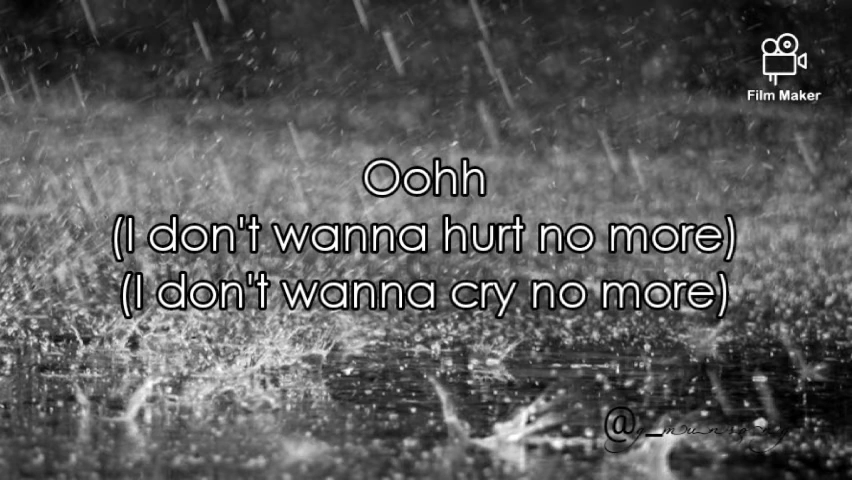 Film Maker
Oohh
(I don't wanna hurt no more)
(I don't wanna cry no more)